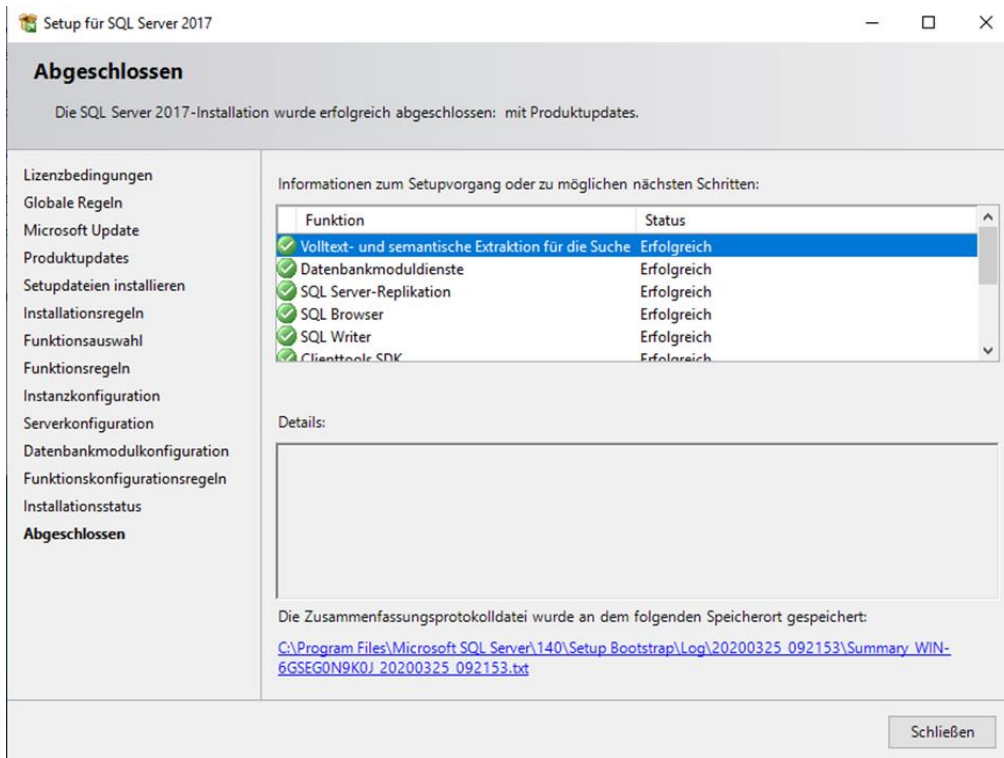 Setup für SQL Server 2017
Abgeschlossen
Die SQL Server 2017-Installation wurde erfolgreich abgeschlossen: mit Produktupdates.
Lizenzbedingungen
Globale Regeln
Microsoft Update
Produktupdates
Setupdateien installieren
Installationsregeln
Funktionsauswahl
Funktionsregeln
Instanzkonfiguration
Serverkonfiguration
Datenbankmodulkonfiguration
Funktionskonfigurationsregeln
Installationsstatus
Abgeschlossen
Informationen zum Setupvorgang oder zu möglichen nächsten Schritten:
Funktion Status
Volltext- und semantische Extraktion für die Suche Erfolgreich
Datenbankmoduldienste Erfolgreich
SQL Server-Replikation Erfolgreich
SQL Browser Erfolgreich
SQL Writer Erfolgreich
Clienttools SDK Erfolgreich
Details:
Die Zusammenfassungsprotokolldatei wurde an dem folgenden Speicherort gespeichert:
C:\Program Files\Microsoft SQL Server\140\Setup Bootstrap\Log\20200325_092153\Summary_WIN-
6GSEG0N9K0J_20200325_092153.txt
Schließen